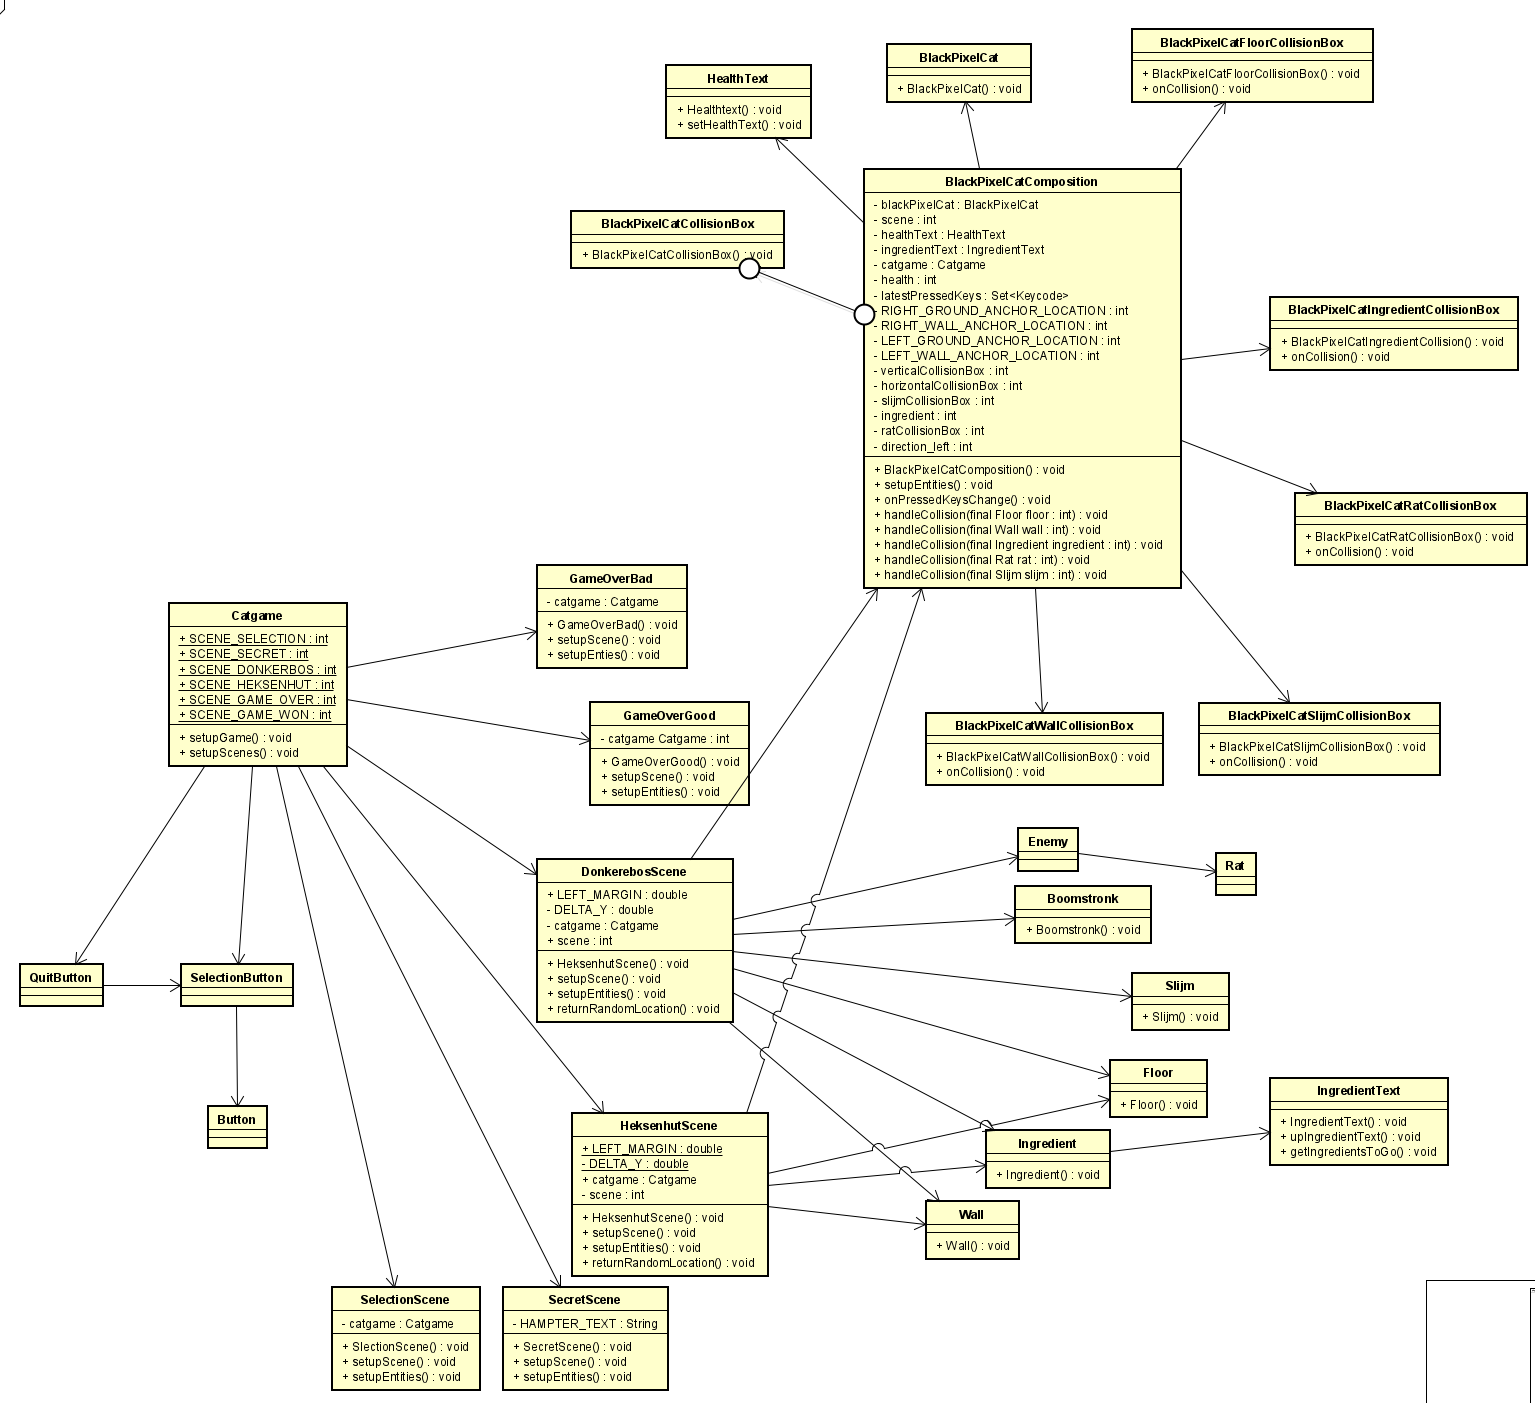 BlackPixelCatFloorCollisionBox
+ BlackPixelCatFloorCollisionBox() : void
+ onCollision() : void
BlackPixelCat
+ BlackPixelCat() : void
HealthText
+ Healthtext() : void
+ setHealthText() : void
BlackPixelCatCollisionBox
+ BlackPixelCatCollisionBox() : void
BlackPixelCatComposition
- blackPixelCat : BlackPixelCat
- scene : int
- healthText : HealthText
- ingredientText : IngredientText
- catgame : Catgame
- health : int
- latestPressedKeys : Set<Keycode>
- RIGHT_GROUND_ANCHOR_LOCATION : int
- RIGHT_WALL_ANCHOR_LOCATION : int
- LEFT_GROUND_ANCHOR_LOCATION : int
- LEFT_WALL_ANCHOR_LOCATION : int
- verticalCollisionBox : int
- horizontalCollisionBox : int
- slijmCollisionBox : int
- ingredient : int
- ratCollisionBox : int
- direction_left : int
+ BlackPixelCatComposition() : void
+ setupEntities() : void
+ onPressedKeysChange() : void
+ handleCollision(final Floor floor : int) : void
+ handleCollision(final Wall wall : int) : void
+ handleCollision(final Ingredient ingredient : int) : void
+ handleCollision(final Rat rat : int) : void
+ handleCollision(final Slijm slijm : int) : void
BlackPixelCatIngredientCollisionBox
+ BlackPixelCatIngredientCollision() : void
+ onCollision() : void
BlackPixelCatRatCollisionBox
+ BlackPixelCatRatCollisionBox() : void
+ onCollision() : void
GameOverBad
- catgame : Catgame
+ GameOverBad() : void
+ setupScene() : void
+ setupEnties() : void
Catgame
+ SCENE_SELECTION : int
+ SCENE_SECRET : int
+ SCENE_DONKERBOS : int
+ SCENE_HEKSENHUT : int
+ SCENE_GAME_OVER : int
+ SCENE_GAME_WON : int
+ setupGame() : void
+ setupScenes() : void
GameOverGood
- catgame Catgame : int
+ GameOverGood() : void
+ setupScene() : void
+ setupEntities() : void
BlackPixelCatWallCollisionBox
+ BlackPixelCatWallCollisionBox() : void
+ onCollision() : void
BlackPixelCatSlijmCollisionBox
+ BlackPixelCatSlijmCollisionBox() : void
+ onCollision() : void
DonkerebosScene
+ LEFT_MARGIN : double
- DELTA_Y : double
- catgame : Catgame
+ scene : int
+ HeksenhutScene() : void
+ setupScene() : void
+ setupEntities() : void
+ returnRandomLocation() : void
Enemy
Rat
Boomstronk
+ Boomstronk() : void
QuitButton
SelectionButton
Slijm
+ Slijm() : void
Floor
+ Floor() : void
IngredientText
+ IngredientText() : void
+ upIngredientText() : void
+ getIngredientsToGo() : void
Button
HeksenhutScene
+ LEFT_MARGIN : double
- DELTA_Y : double
+ catgame : Catgame
- scene : int
+ HeksenhutScene() : void
+ setupScene() : void
+ setupEntities() : void
+ returnRandomLocation() : void
Ingredient
+ Ingredient() : void
Wall
+ Wall() : void
SelectionScene
- catgame : Catgame
+ SlectionScene() : void
+ setupScene() : void
+ setupEntities() : void
SecretScene
- HAMPTER_TEXT : String
+ SecretScene() : void
+ setupScene() : void
+ setupEntities() : void